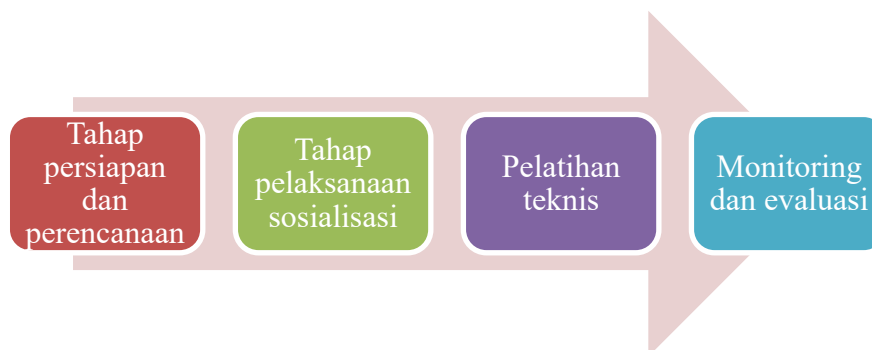 Tahap
persiapan
dan
perencanaan
Tahap
pelaksanaan
sosialisasi
Pelatihan
teknis
Monitoring
dan evaluasi